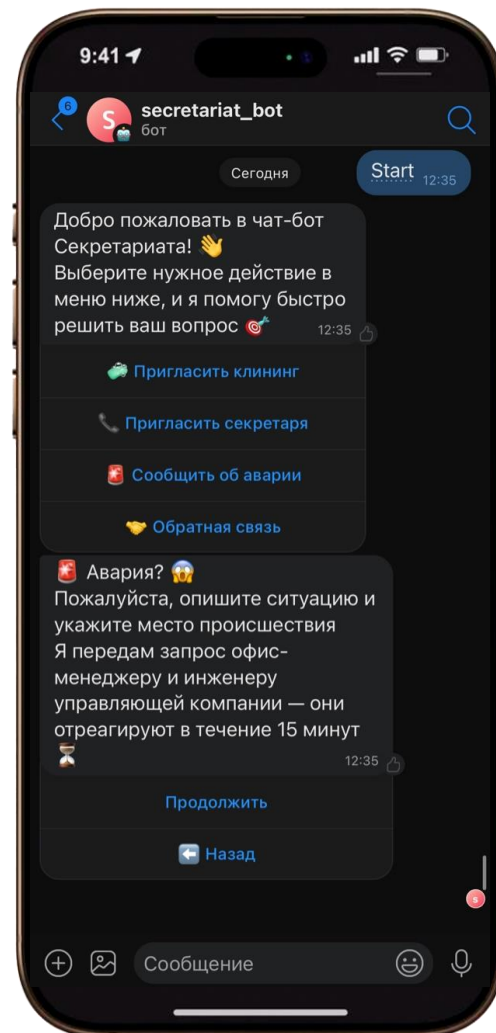 9:41
6
S
secretariat_bot
бот
Сегодня
Start 12:35
Добро пожаловать в чат-бот
Секретариата! 👋
Выберите нужное действие в
меню ниже, и я помогу быстро
решить ваш вопрос 🎯 12:35
🧼 Пригласить клининг
📞 Пригласить секретаря
🚨 Сообщить об аварии
🤝 Обратная связь
🚨 Авария? 😱
Пожалуйста, опишите ситуацию и
укажите место происшествия
Я передам запрос офис-
менеджеру и инженеру
управляющей компании — они
отреагируют в течение 15 минут
⏳ 12:35
Продолжить
⬅️ Назад
s
Сообщение